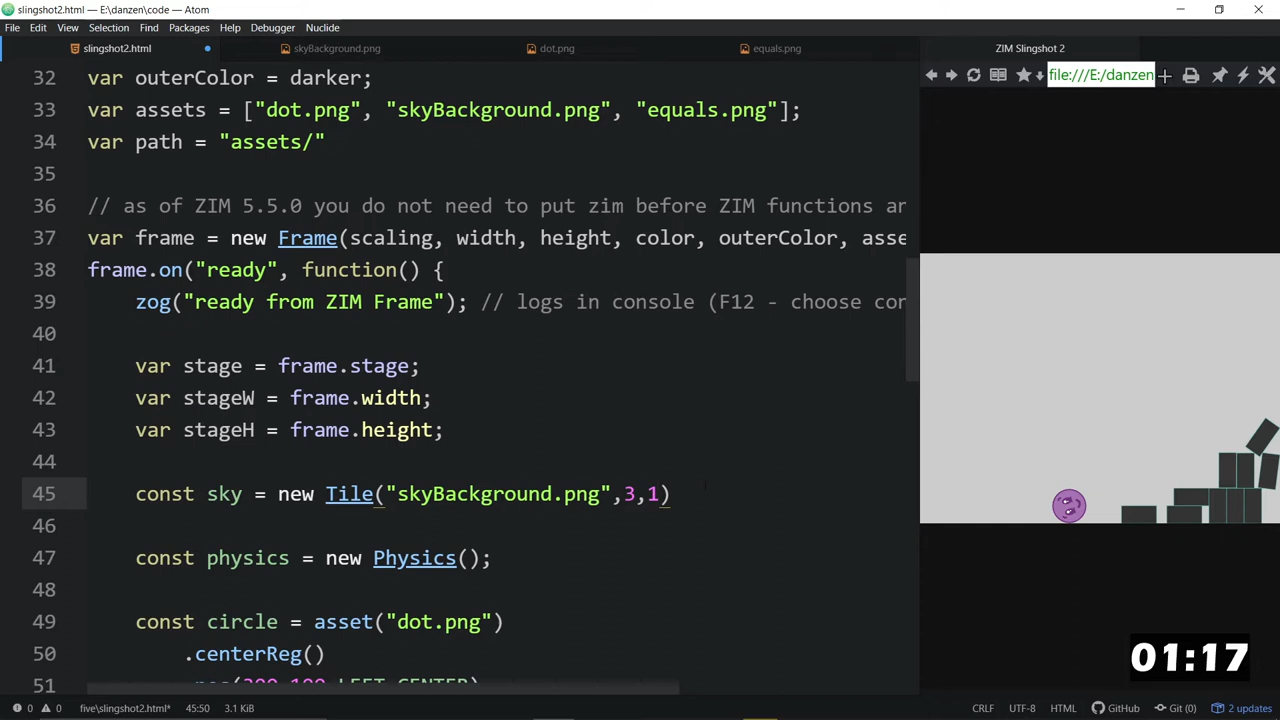 slingshot2.html — E:\danzen\code — Atom
File Edit View Selection Find Packages Help Debugger Nuclide
slingshot2.html skyBackground.png dot.png equals.png ZIM Slingshot 2
file:///E:/danzen
32 var outerColor = darker;
33 var assets = ["dot.png", "skyBackground.png", "equals.png"];
34 var path = "assets/"
35
36 // as of ZIM 5.5.0 you do not need to put zim before ZIM functions an
37 var frame = new Frame(scaling, width, height, color, outerColor, asse
38 frame.on("ready", function() {
39 zog("ready from ZIM Frame"); // logs in console (F12 - choose con
40
41 var stage = frame.stage;
42 var stageW = frame.width;
43 var stageH = frame.height;
44
45 const sky = new Tile("skyBackground.png",3,1)
46
47 const physics = new Physics();
48
49 const circle = asset("dot.png")
50 .centerReg()
51 .pos(300,100,LEFT,CENTER)
01:17
0 0 five\slingshot2.html* 45:50 3.1 KiB CRLF UTF-8 HTML GitHub Git (0) 2 updates